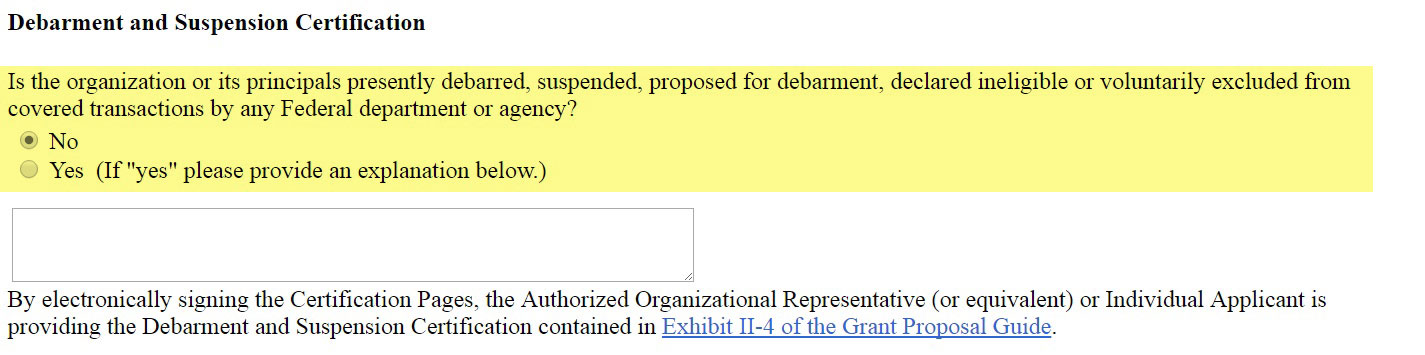 Debarment and Suspension Certification
Is the organization or its principals presently debarred, suspended, proposed for debarment, declared ineligible or voluntarily excluded from
covered transactions by any Federal department or agency?
No
Yes (If "yes" please provide an explanation below.)
By electronically signing the Certification Pages, the Authorized Organizational Representative (or equivalent) or Individual Applicant is
providing the Debarment and Suspension Certification contained in Exhibit II-4 of the Grant Proposal Guide.